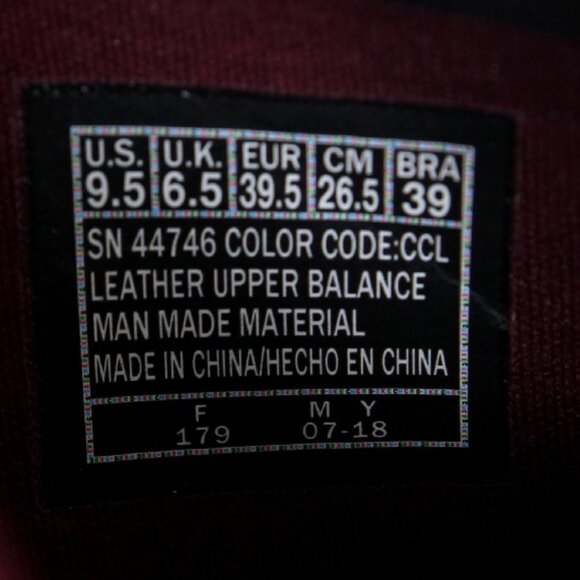 U.S. U.K. EUR CM BRA
9.5 6.5 39.5 26.5 39
SN 44746 COLOR CODE:CCL
LEATHER UPPER BALANCE
MAN MADE MATERIAL
MADE IN CHINA/HECHO EN CHINA
F M Y
179 07-18